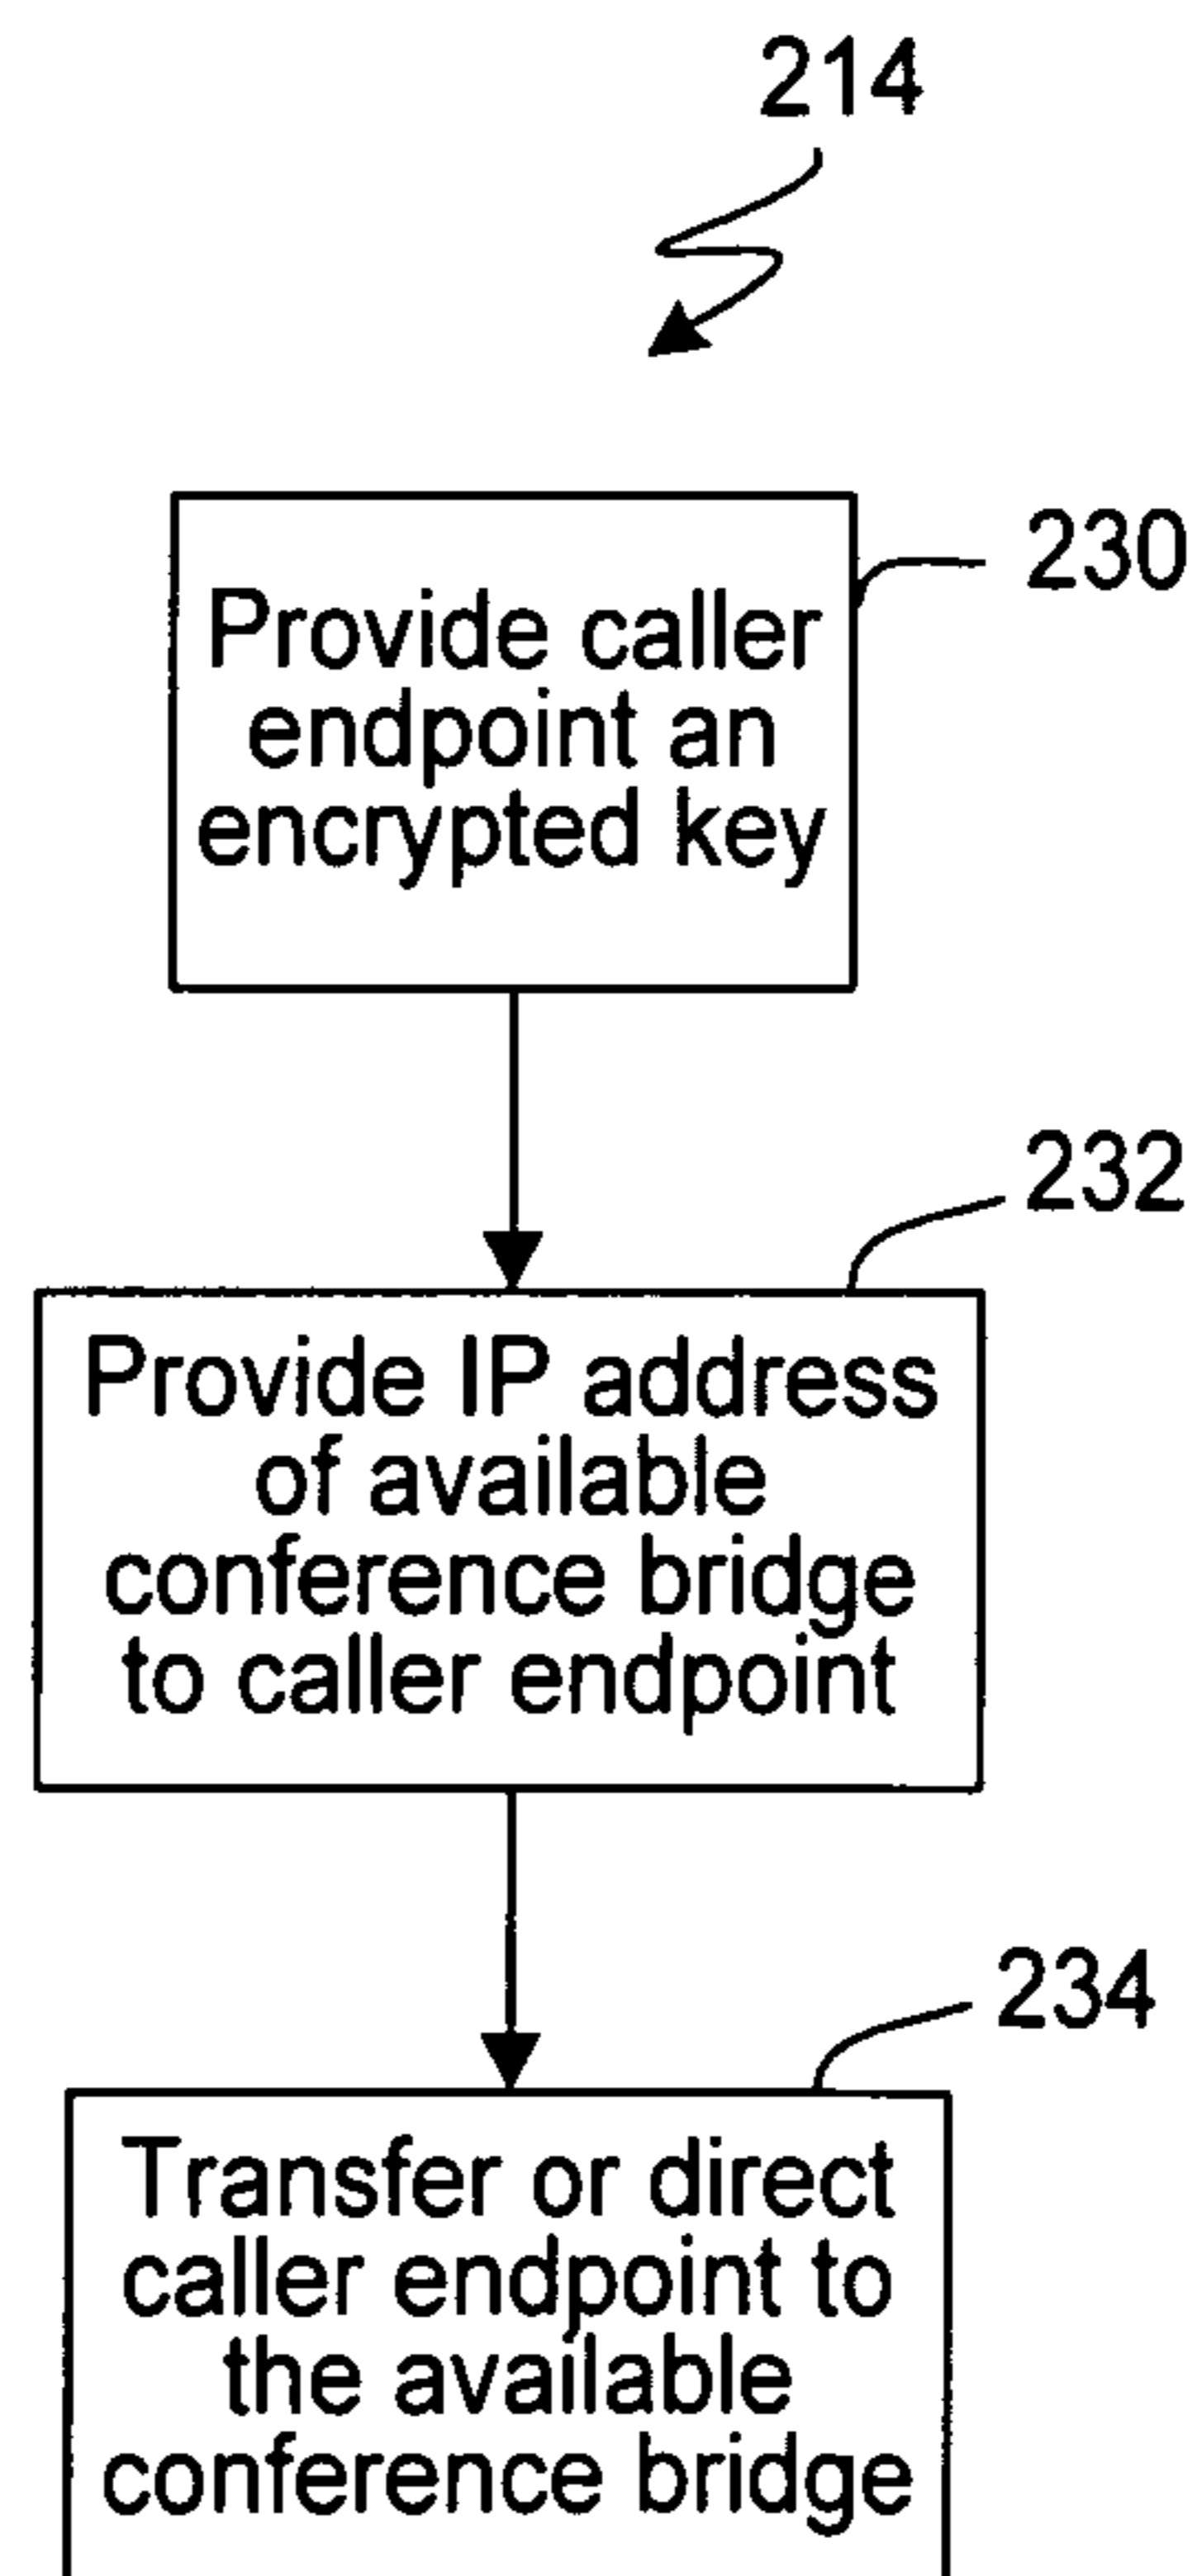 214
230
Provide caller
endpoint an
encrypted key
232
Provide IP address
of available
conference bridge
to caller endpoint
234
Transfer or direct
caller endpoint to
the available
conference bridge